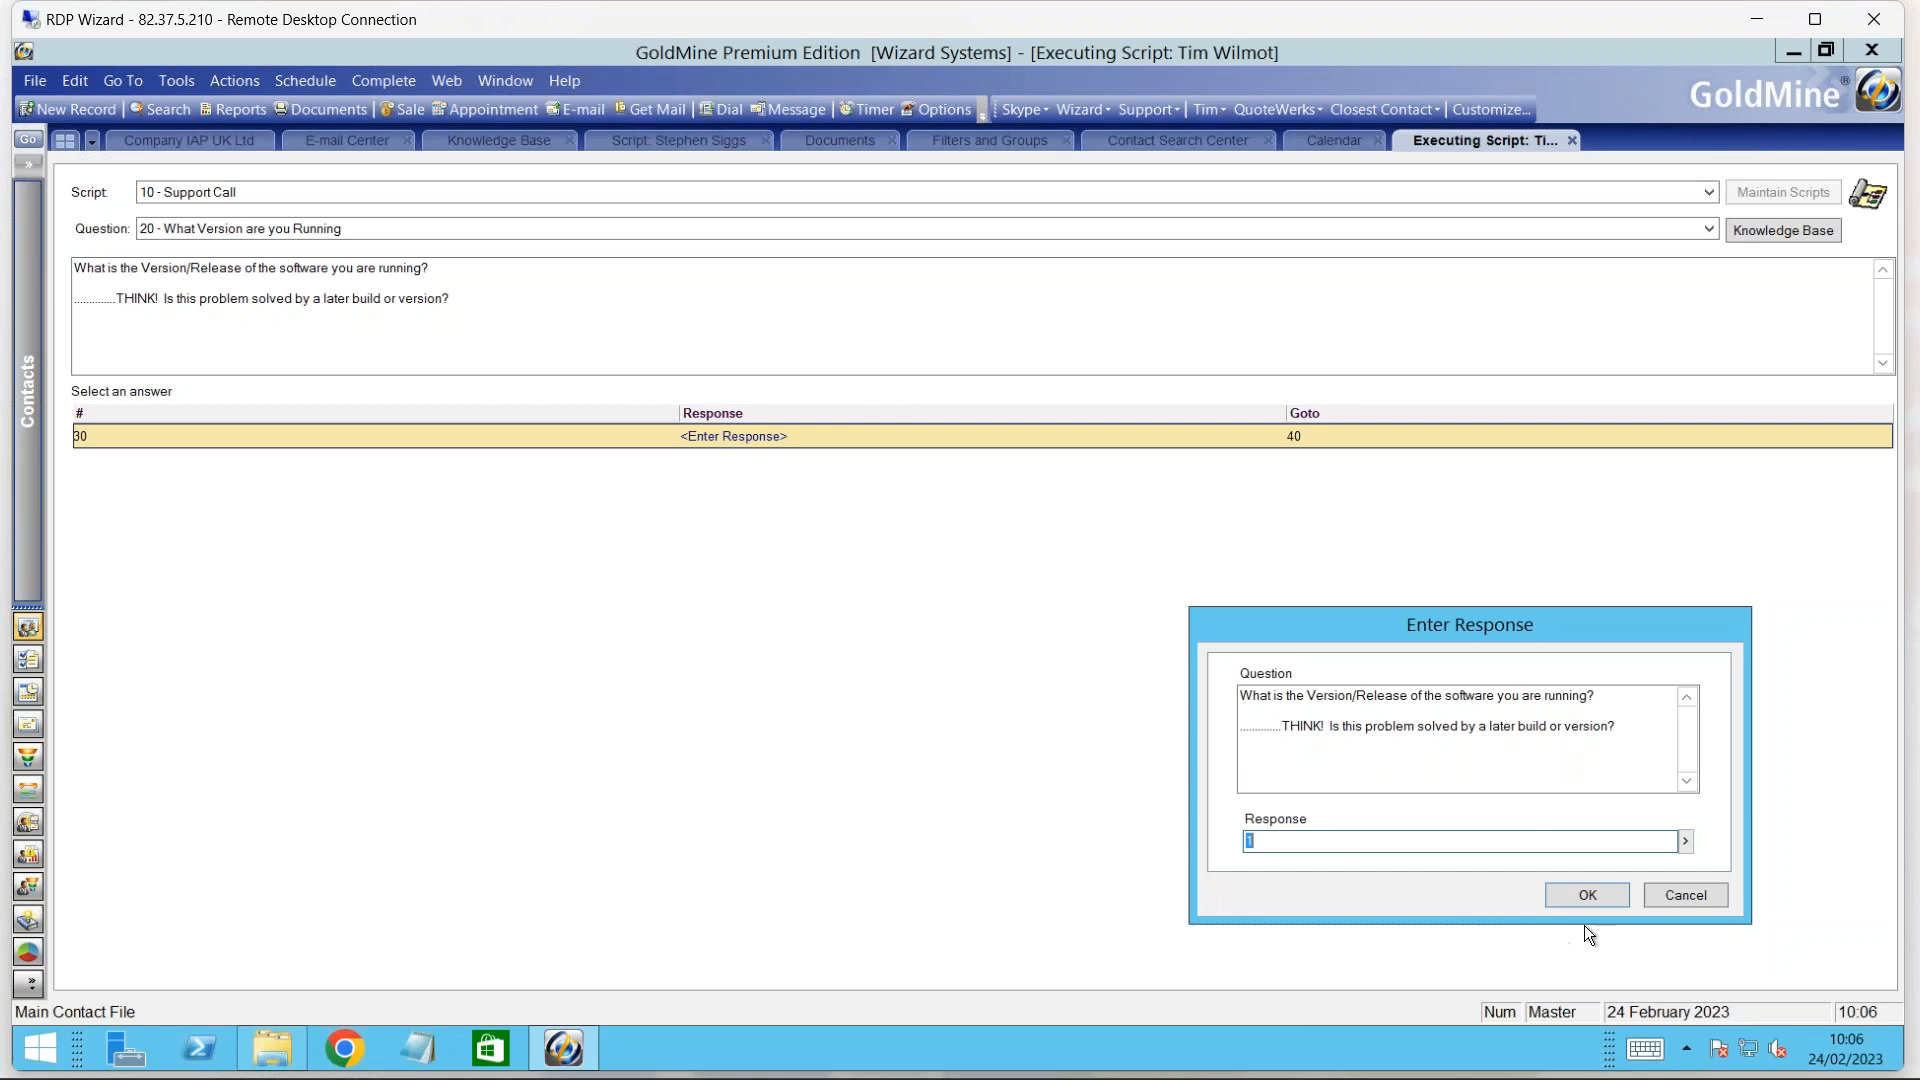 RDP Wizard - 82.37.5.210 - Remote Desktop Connection
GoldMine Premium Edition [Wizard Systems] - [Executing Script: Tim Wilmot]
File Edit Go To Tools Actions Schedule Complete Web Window Help
New Record Search Reports Documents Sale Appointment E-mail Get Mail Dial Message Timer Options Skype Wizard Support Tim QuoteWerks Closest Contact Customize...
GoldMine®
Go Company IAP UK Ltd E-mail Center Knowledge Base Script: Stephen Siggs Documents Filters and Groups Contact Search Center Calendar Executing Script: Ti...
Script: 10 - Support Call Maintain Scripts
Question: 20 - What Version are you Running Knowledge Base
What is the Version/Release of the software you are running?
..............THINK! Is this problem solved by a later build or version?
Contacts
Select an answer
# Response Goto
30 <Enter Response> 40
Enter Response
Question
What is the Version/Release of the software you are running?
..............THINK! Is this problem solved by a later build or version?
Response
1
OK Cancel
Main Contact File Num Master 24 February 2023 10:06
10:06
24/02/2023